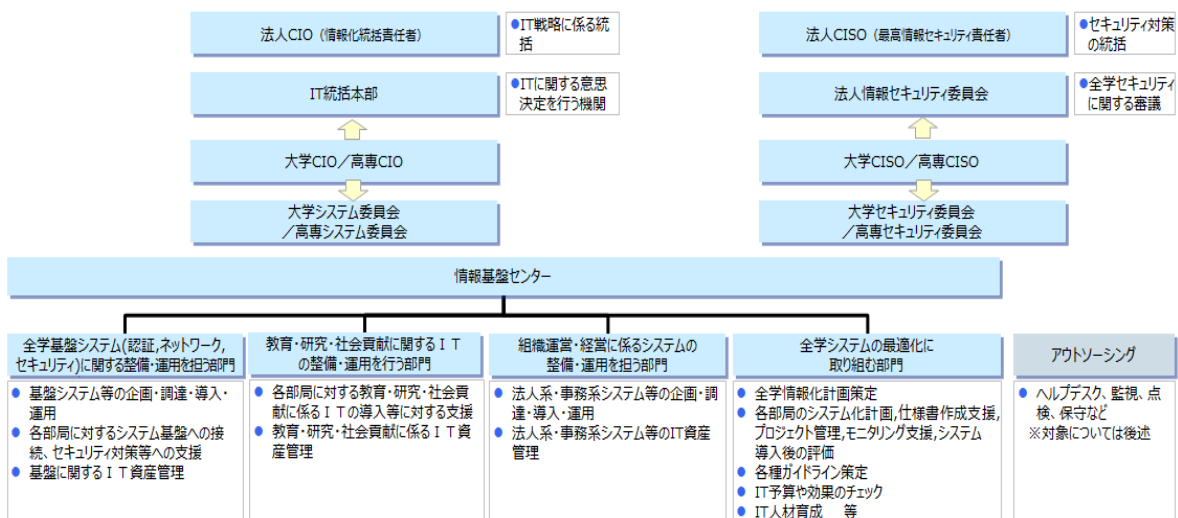 法人CIO（情報化統括責任者）
●IT戦略に係る統
括
法人CISO（最高情報セキュリティ責任者）
●セキュリティ対策
の統括
IT統括本部
●ITに関する意思
決定を行う機関
法人情報セキュリティ委員会
●全学セキュリティ
に関する審議
大学CIO／高専CIO
大学CISO／高専CISO
大学システム委員会
／高専システム委員会
大学セキュリティ委員会
／高専セキュリティ委員会
情報基盤センター
全学基盤システム(認証,ネットワーク,
セキュリティ)に関する整備・運用を担う部門
● 基盤システム等の企画・調達・導入・
運用
● 各部局に対するシステム基盤への接
続、セキュリティ対策等への支援
● 基盤に関するＩＴ資産管理
教育・研究・社会貢献に関するＩＴ
の整備・運用を行う部門
● 各部局に対する教育・研究・社会貢
献に係るＩＴの導入等に対する支援
● 教育・研究・社会貢献に係るＩＴ資
産管理
組織運営・経営に係るシステムの
整備・運用を担う部門
● 法人系・事務系システム等の企画・調
達・導入・運用
● 法人系・事務系システム等のIT資産
管理
全学システムの最適化に
取り組む部門
● 全学情報化計画策定
● 各部局のシステム化計画,仕様書作成支援,
プロジェクト管理,モニタリング支援,システム
導入後の評価
● 各種ガイドライン策定
● IT予算や効果のチェック
● IT人材育成　等
アウトソーシング
● ヘルプデスク、監視、点
検、保守など
※対象については後述